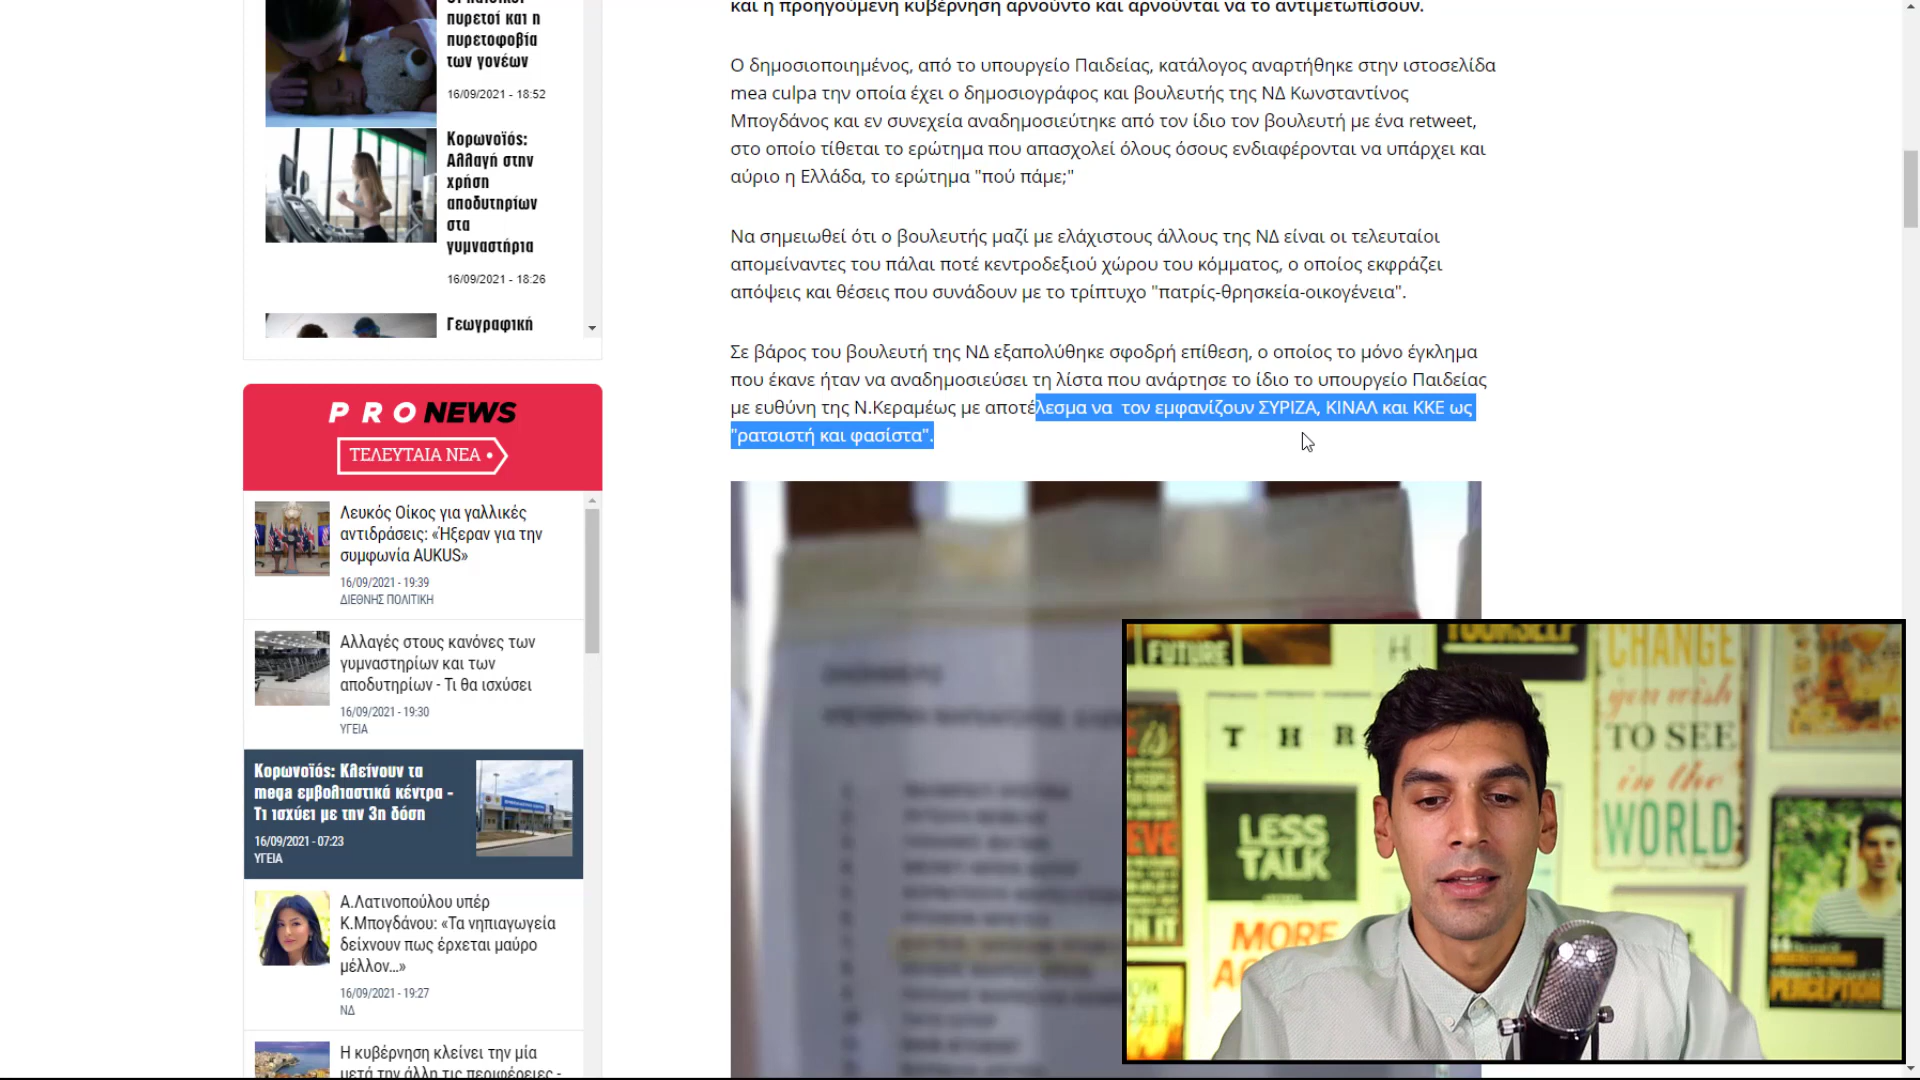 πυρετοί και η
πυρετοφοβία
των γονέων
16/09/2021 - 18:52
Κορωνοϊός:
Αλλαγή στην
χρήση
αποδυτηρίων
στα
γυμναστήρια
16/09/2021 - 18:26
Γεωγραφική
PRONEWS
ΤΕΛΕΥΤΑΙΑ ΝΕΑ
Λευκός Οίκος για γαλλικές
αντιδράσεις: «Ήξεραν για την
συμφωνία AUKUS»
16/09/2021 - 19:39
ΔΙΕΘΝΗΣ ΠΟΛΙΤΙΚΗ
Αλλαγές στους κανόνες των
γυμναστηρίων και των
αποδυτηρίων - Τι θα ισχύσει
16/09/2021 - 19:30
ΥΓΕΙΑ
Κορωνοϊός: Κλείνουν τα
mega εμβολιαστικά κέντρα -
Τι ισχύει με την 3η δόση
16/09/2021 - 07:23
ΥΓΕΙΑ
Α.Λατινοπούλου υπέρ
Κ.Μπογδάνου: «Τα νηπιαγωγεία
δείχνουν πως έρχεται μαύρο
μέλλον...»
16/09/2021 - 19:27
ΝΔ
Η κυβέρνηση κλείνει την μία
μετά την άλλη τις περιφέρειες -
και η προηγούμενη κυβέρνηση αρνούντο και αρνούνται να το αντιμετωπίσουν.
Ο δημοσιοποιημένος, από το υπουργείο Παιδείας, κατάλογος αναρτήθηκε στην ιστοσελίδα
mea culpa την οποία έχει ο δημοσιογράφος και βουλευτής της ΝΔ Κωνσταντίνος
Μπογδάνος και εν συνεχεία αναδημοσιεύτηκε από τον ίδιο τον βουλευτή με ένα retweet,
στο οποίο τίθεται το ερώτημα που απασχολεί όλους όσους ενδιαφέρονται να υπάρχει και
αύριο η Ελλάδα, το ερώτημα "πού πάμε;"
Να σημειωθεί ότι ο βουλευτής μαζί με ελάχιστους άλλους της ΝΔ είναι οι τελευταίοι
απομείναντες του πάλαι ποτέ κεντροδεξιού χώρου του κόμματος, ο οποίος εκφράζει
απόψεις και θέσεις που συνάδουν με το τρίπτυχο "πατρίς-θρησκεία-οικογένεια".
Σε βάρος του βουλευτή της ΝΔ εξαπολύθηκε σφοδρή επίθεση, ο οποίος το μόνο έγκλημα
που έκανε ήταν να αναδημοσιεύσει τη λίστα που ανάρτησε το ίδιο το υπουργείο Παιδείας
με ευθύνη της Ν.Κεραμέως με αποτέλεσμα να τον εμφανίζουν ΣΥΡΙΖΑ, ΚΙΝΑΛ και ΚΚΕ ως
"ρατσιστή και φασίστα".
FUTURE
H
YOURSELF
CHANGE
you wish
TO SEE
in the
WORLD
THR
LESS
TALK
MORE
PERCEPTION